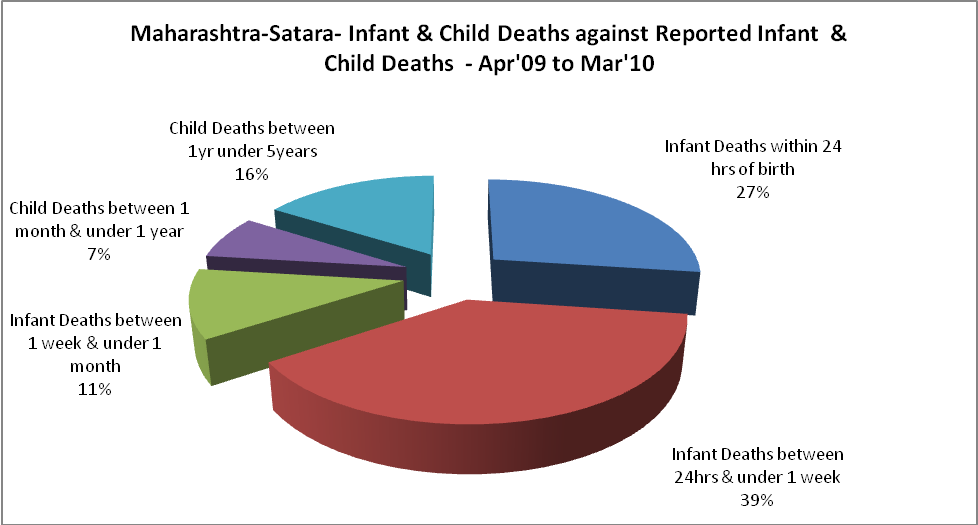 Maharashtra-Satara- Infant & Child Deaths against Reported Infant &
Child Deaths - Apr'09 to Mar'10
Child Deaths between
1yr under 5years
16%
Infant Deaths within 24
hrs of birth
27%
Child Deaths between 1
month & under 1 year
7%
Infant Deaths between
1 week & under 1
month
11%
Infant Deaths between
24hrs & under 1 week
39%